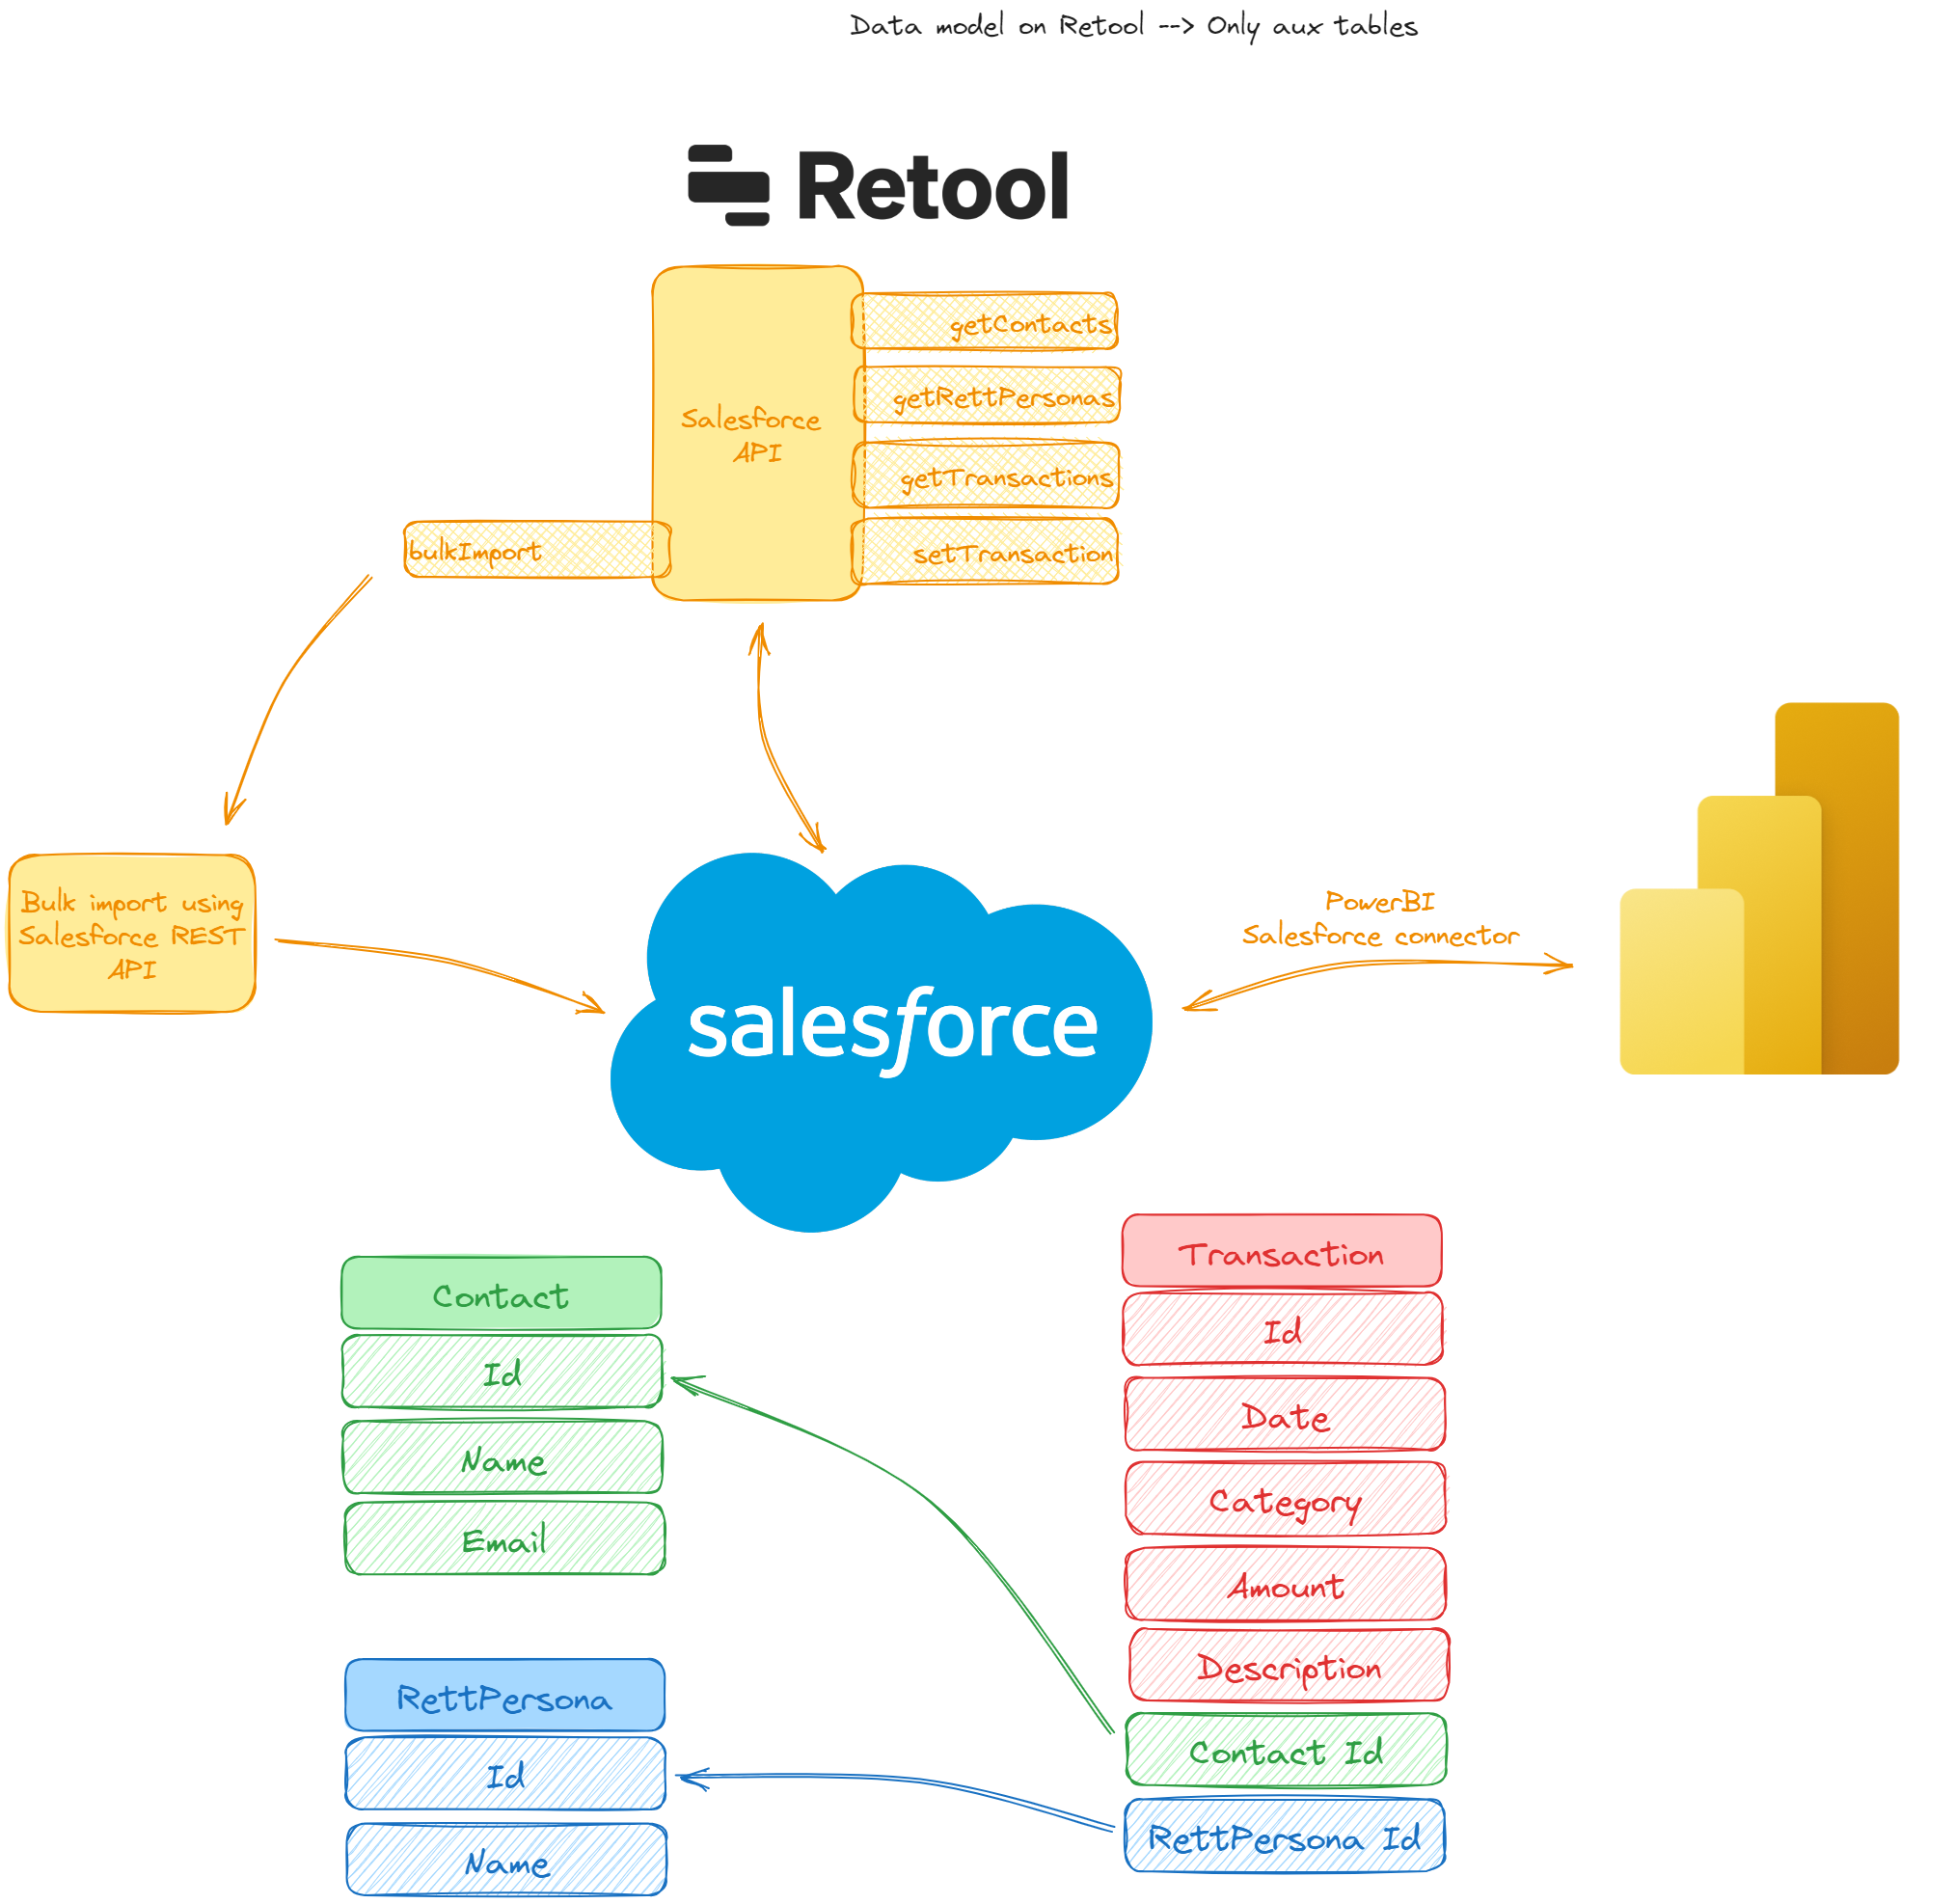 Data model on Retool --> Only aux tables
Retool
Salesforce
API
getContacts
getRettPersonas
getTransactions
setTransaction
bulkImport
Bulk import using
Salesforce REST
API
salesforce
PowerBI
Salesforce connector
Contact
Id
Name
Email
RettPersona
Id
Name
Transaction
Id
Date
Category
Amount
Description
Contact Id
RettPersona Id